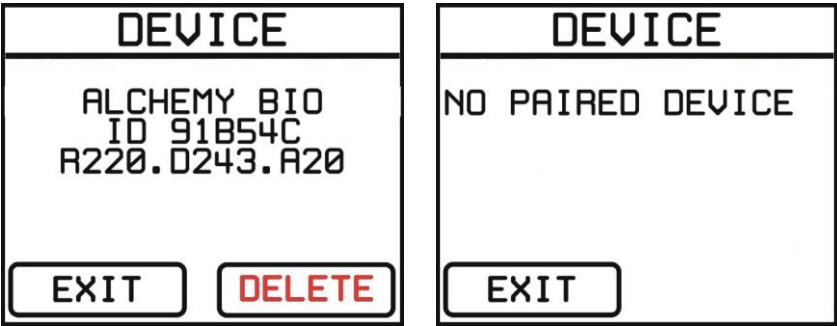 DEVICE
ALCHEMY BIO
ID 91B54C
R220.D243.A20
EXIT
DELETE
DEVICE
NO PAIRED DEVICE
EXIT